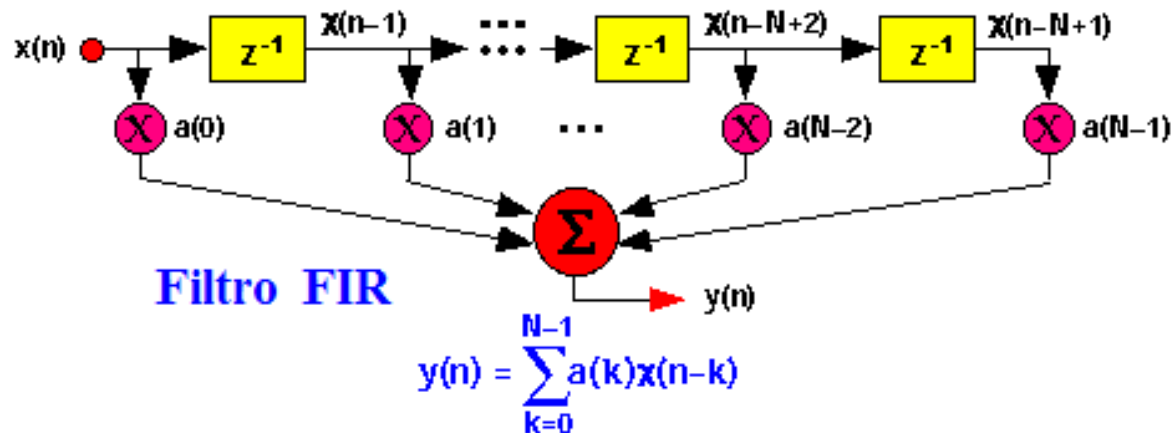 x(n) z⁻¹ χ(n−1) ... z⁻¹ χ(n−N+2) z⁻¹ χ(n−N+1)
χ a(0) χ a(1) ... χ a(N−2) χ a(N−1)
Σ
Filtro FIR
y(n)
y(n) = ∑_{k=0}^{N−1} a(k)χ(n−k)